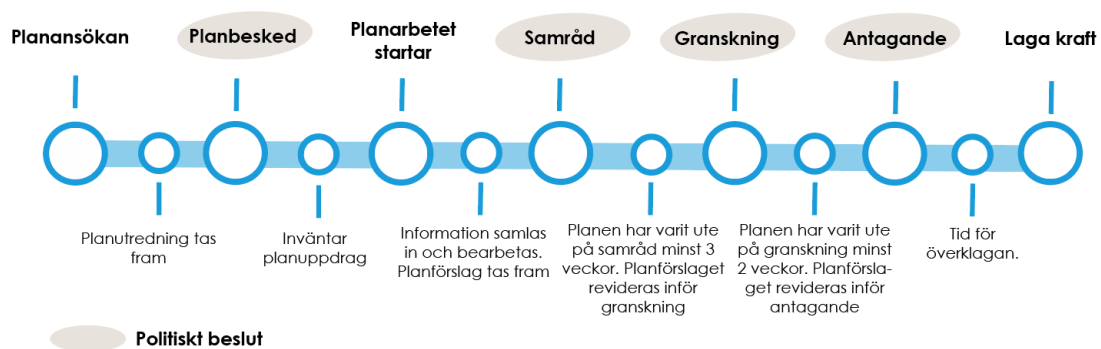 Planansökan
Planbesked
Planarbetet
startar
Samråd
Granskning
Antagande
Laga kraft
Planutredning tas
fram
Inväntar
planuppdrag
Information samlas
in och bearbetas.
Planförslag tas fram
Planen har varit ute
på samråd minst 3
veckor. Planförslaget
revideras inför
granskning
Planen har varit ute
på granskning minst
2 veckor. Planförsla-
get revideras inför
antagande
Tid för
överklagan.
Politiskt beslut